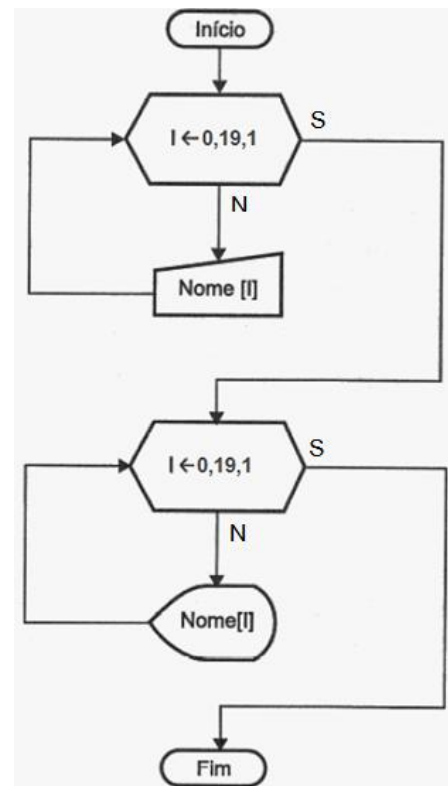 Início
I ← 0,19,1
S
N
Nome [I]
I ← 0,19,1
S
N
Nome[I]
Fim